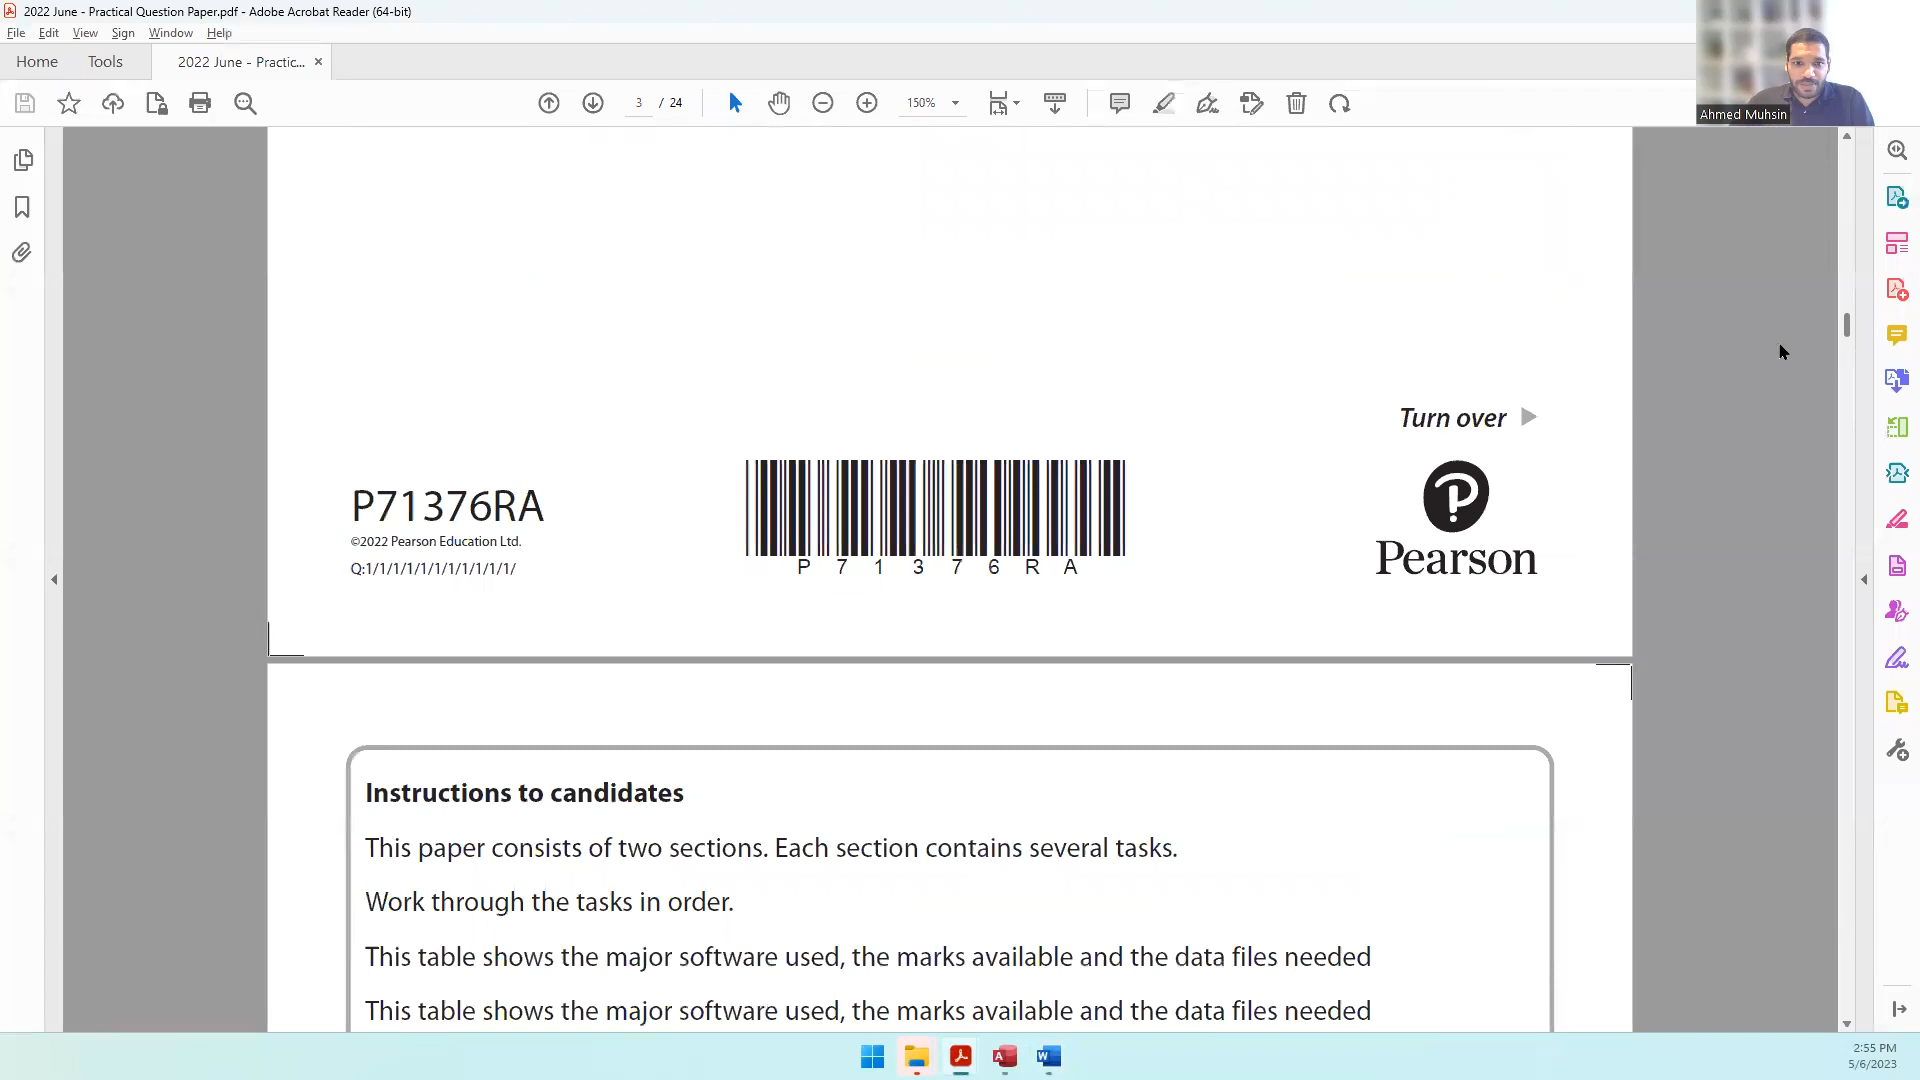 2022 June - Practical Question Paper.pdf - Adobe Acrobat Reader (64-bit)
File Edit View Sign Window Help
Home Tools 2022 June - Practic... ×
3 / 24 150%
Ahmed Muhsin
Turn over
P71376RA
©2022 Pearson Education Ltd.
Q:1/1/1/1/1/1/1/1/1/1/1/
P 7 1 3 7 6 R A
Pearson
Instructions to candidates
This paper consists of two sections. Each section contains several tasks.
Work through the tasks in order.
This table shows the major software used, the marks available and the data files needed
This table shows the major software used, the marks available and the data files needed
2:55 PM
5/6/2023